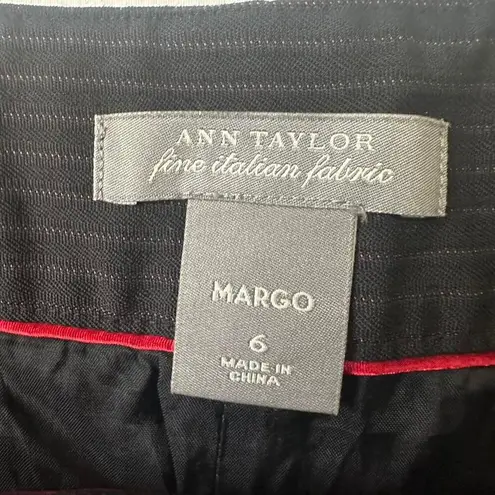 ANN TAYLOR
fine italian fabric
MARGO
6
MADE IN
CHINA